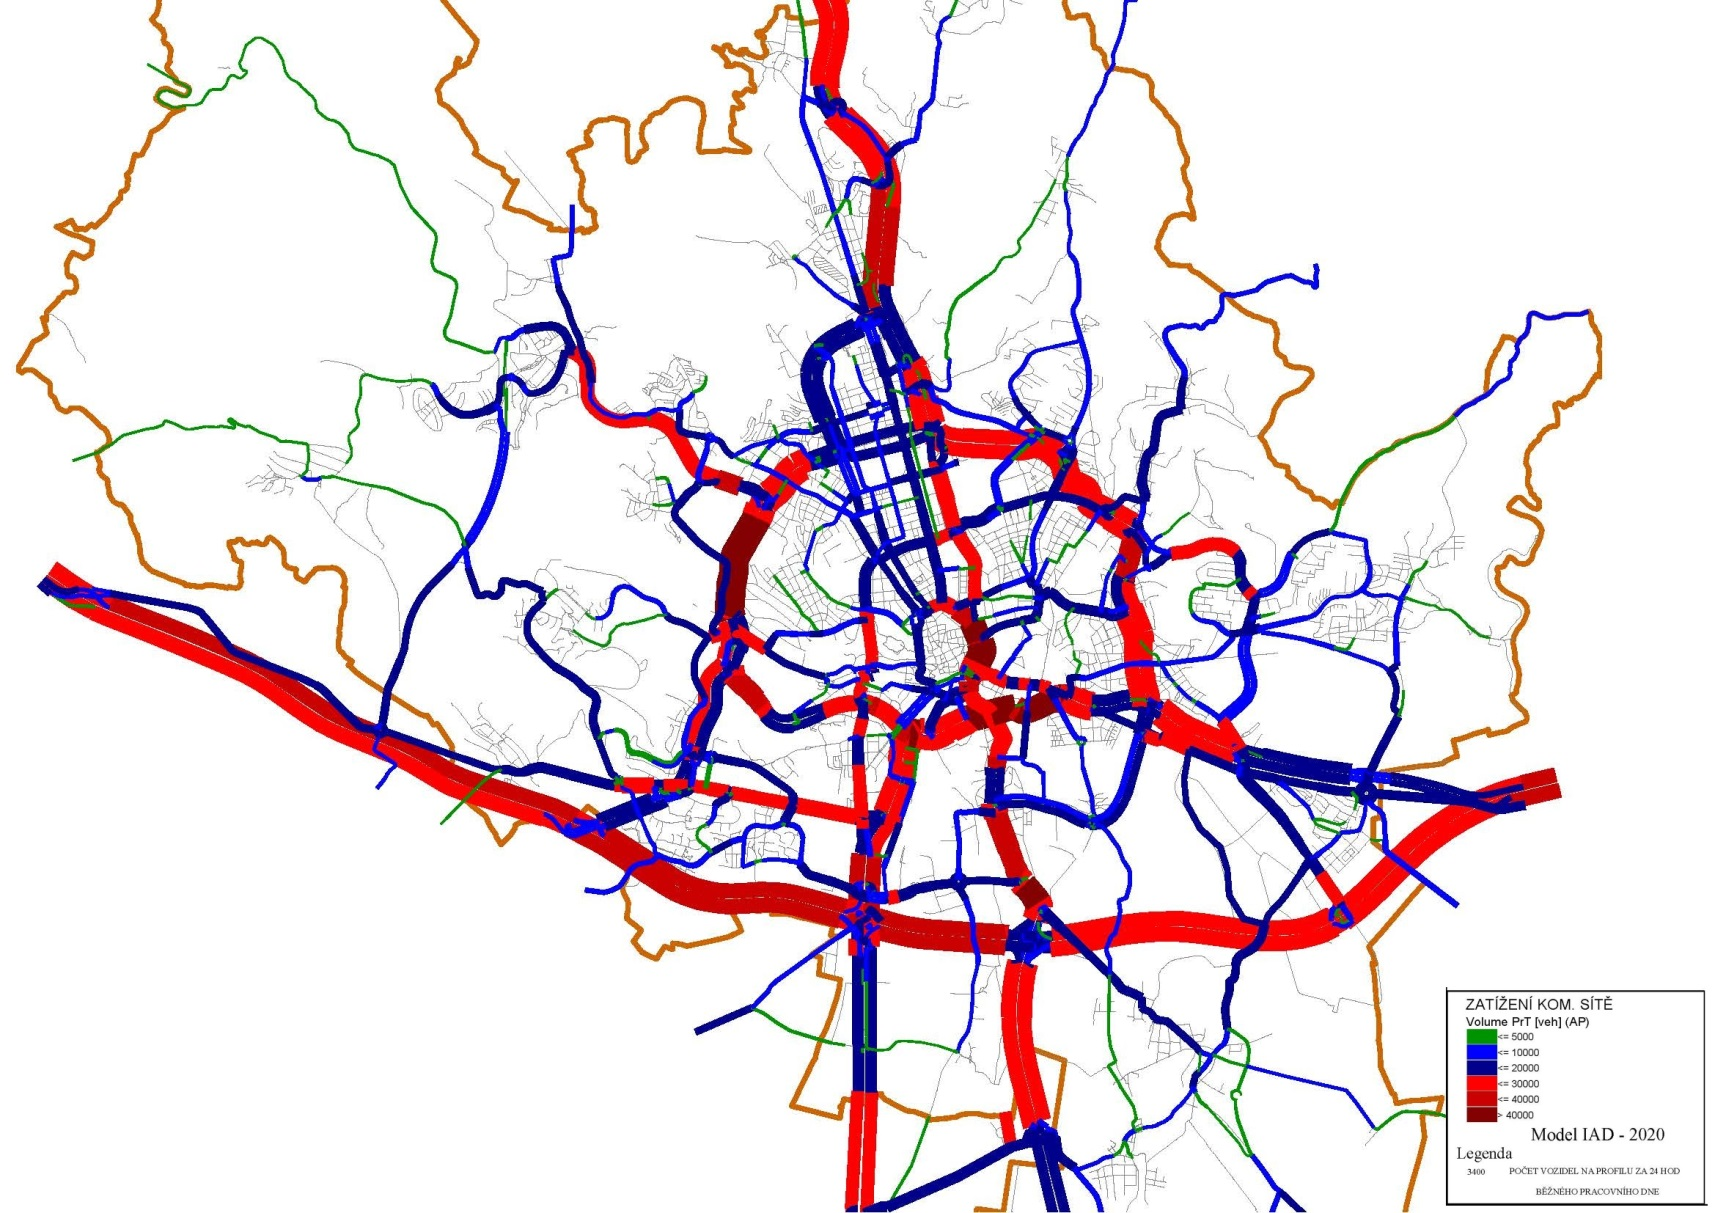 ZATÍŽENÍ KOM. SÍTĚ
Volume PrT [veh] (AP)
<= 5000
<= 10000
<= 20000
<= 30000
<= 40000
> 40000
Model IAD - 2020
Legenda
3400 POČET VOZIDEL NA PROFILU ZA 24 HOD
BĚŽNÉHO PRACOVNÍHO DNE